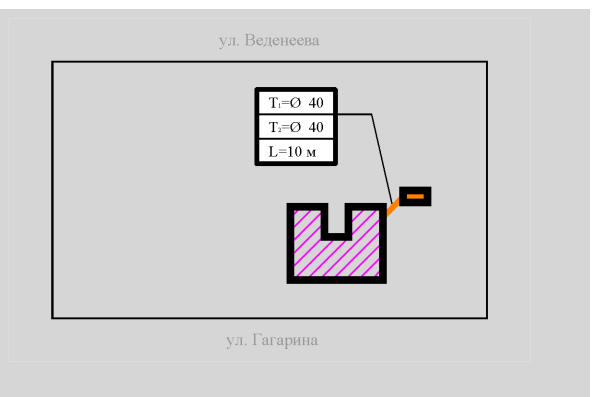 ул. Веденеева
T₁=Ø 40
T₂=Ø 40
L=10 м
ул. Гагарина